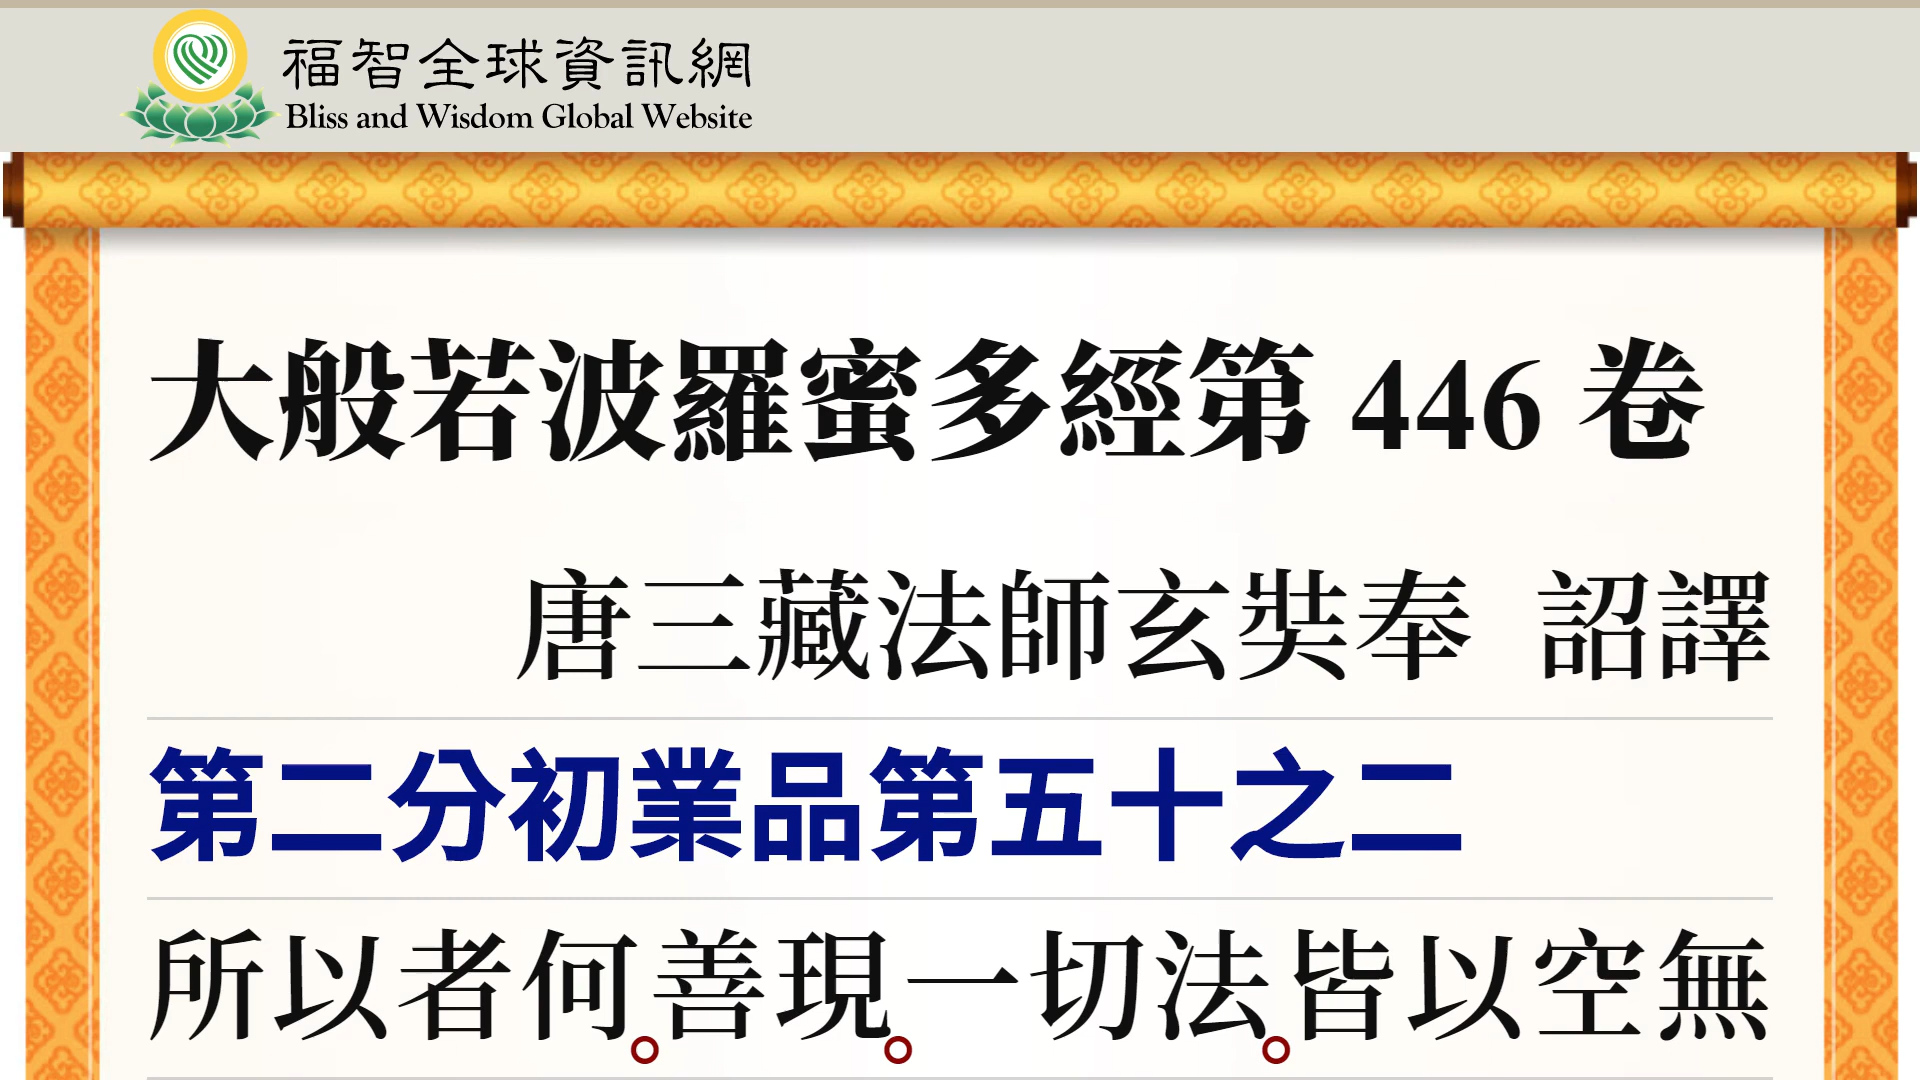 福智全球資訊網
Bliss and Wisdom Global Website
大般若波羅蜜多經第 446 卷
唐三藏法師玄奘奉 詔譯
第二分初業品第五十之二
所以者何。善現。一切法。皆以空無